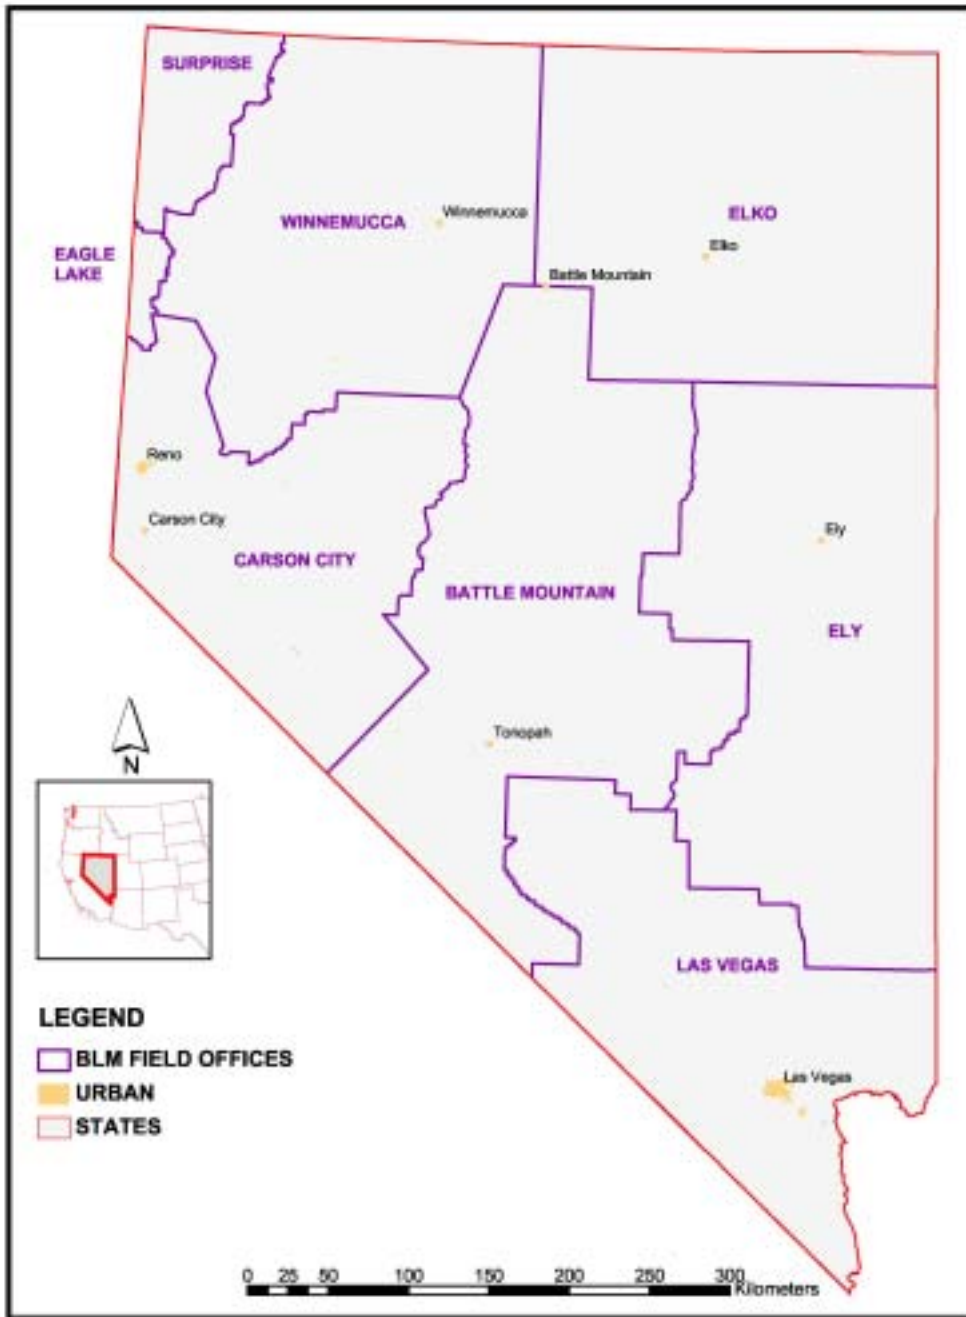 SURPRISE
WINNEMUCCA
Winnemucca
ELKO
Elko
EAGLE
LAKE
Battle Mountain
Reno
Carson City
CARSON CITY
BATTLE MOUNTAIN
Ely
ELY
Tonopah
N
LAS VEGAS
Las Vegas
LEGEND
BLM FIELD OFFICES
URBAN
STATES
0 25 50 100 150 200 250 300
Kilometers